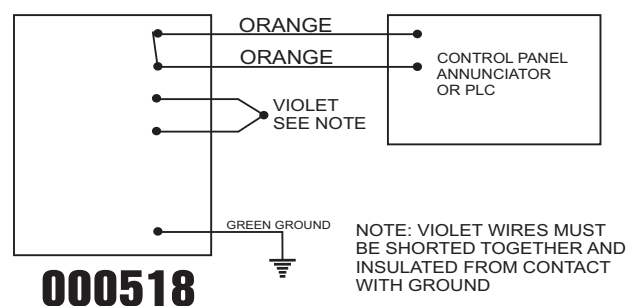 ORANGE
ORANGE
CONTROL PANEL
ANNUNCIATOR
OR PLC
VIOLET
SEE NOTE
GREEN GROUND
NOTE: VIOLET WIRES MUST
BE SHORTED TOGETHER AND
INSULATED FROM CONTACT
WITH GROUND
000518